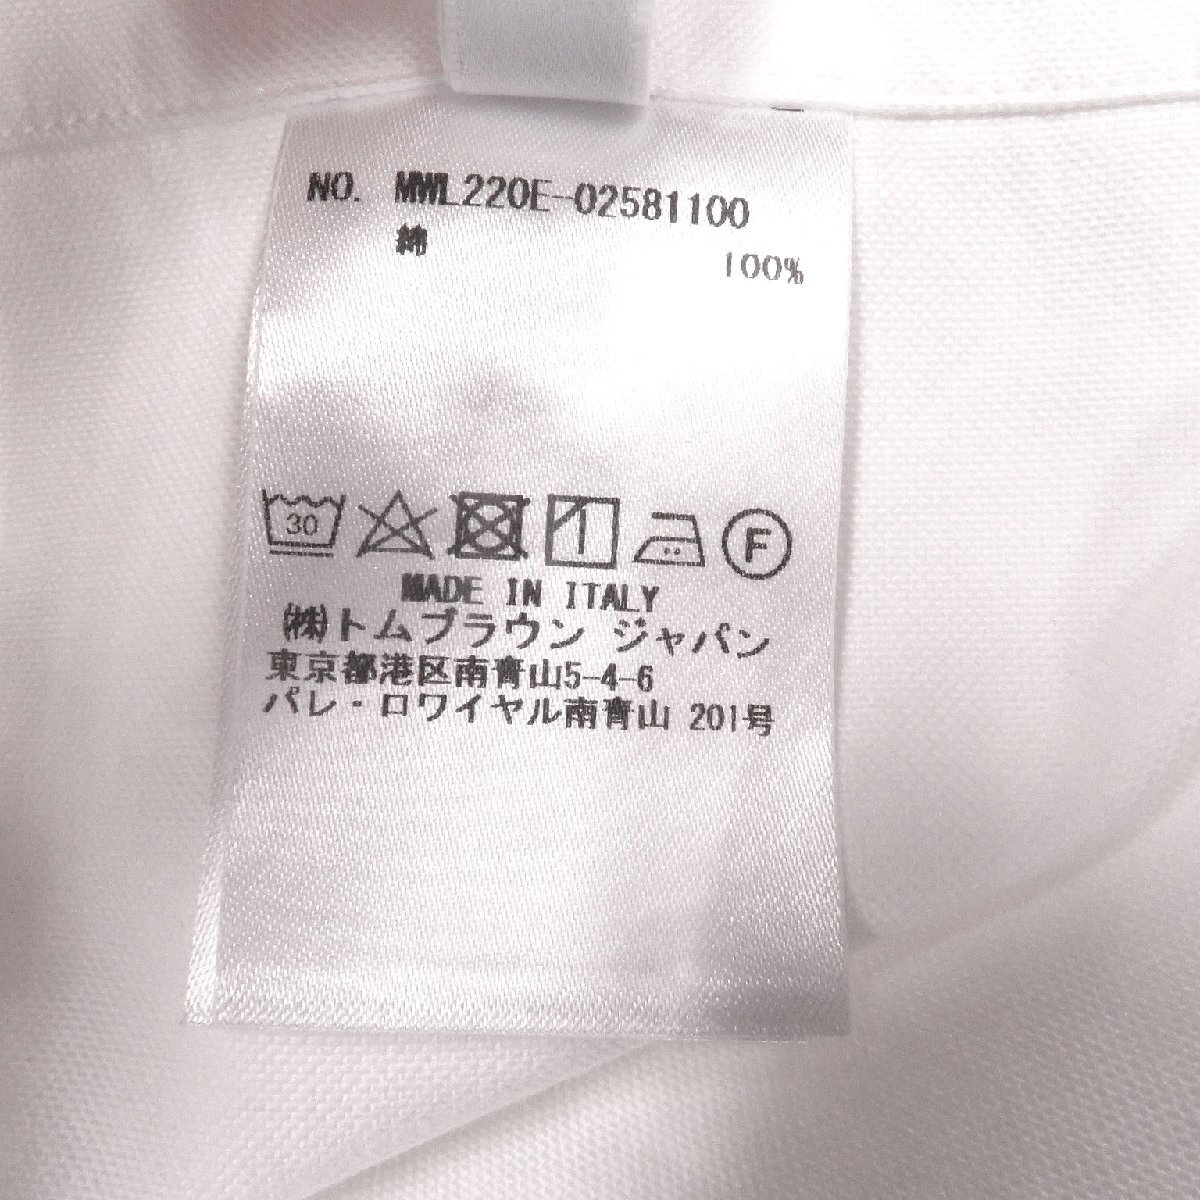 NO. MWL220E-02581100
綿 100%
30
F
MADE IN ITALY
㈱トムブラウン ジャパン
東京都港区南青山5-4-6
パレ・ロワイヤル南青山 201号